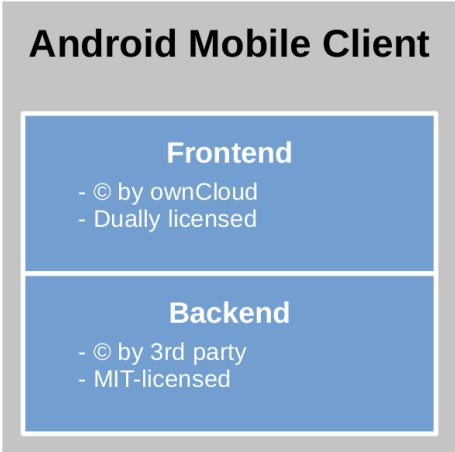 Android Mobile Client
Frontend
- © by ownCloud
- Dually licensed
Backend
- © by 3rd party
- MIT-licensed